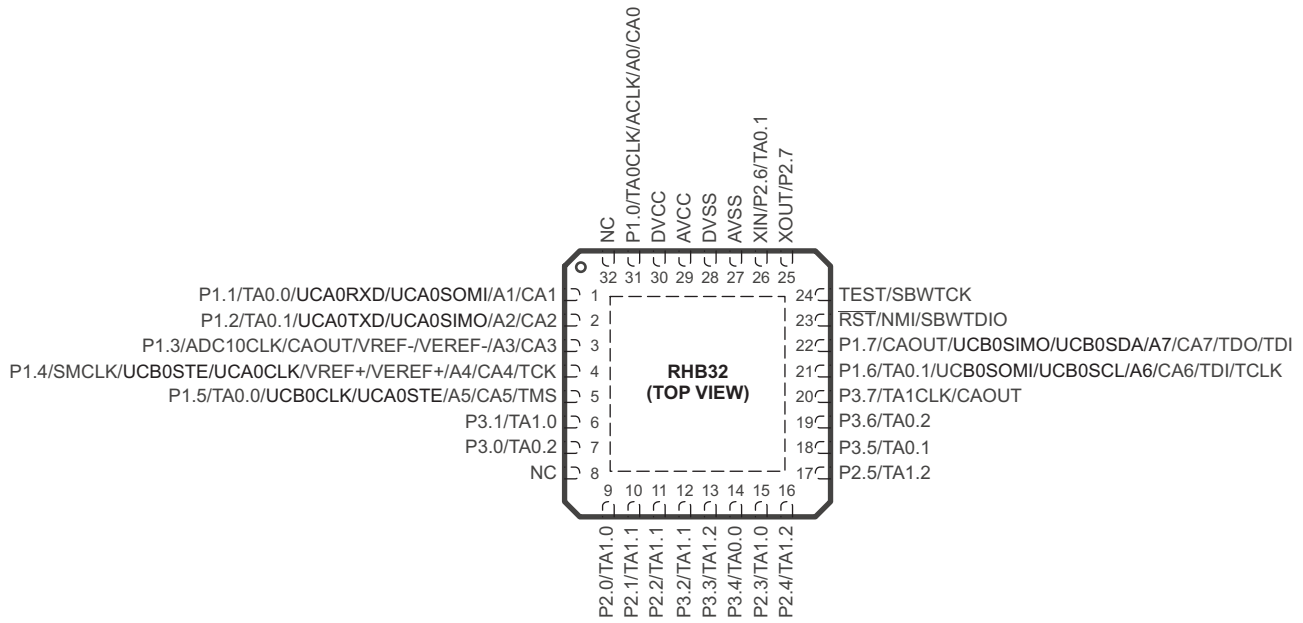 P1.0/TA0CLK/ACLK/A0/CA0
NC
DVCC
AVCC
DVSS
AVSS
XIN/P2.6/TA0.1
XOUT/P2.7
32 31 30 29 28 27 26 25
P1.1/TA0.0/UCA0RXD/UCA0SOMI/A1/CA1 1
P1.2/TA0.1/UCA0TXD/UCA0SIMO/A2/CA2 2
P1.3/ADC10CLK/CAOUT/VREF-/VEREF-/A3/CA3 3
P1.4/SMCLK/UCB0STE/UCA0CLK/VREF+/VEREF+/A4/CA4/TCK 4
P1.5/TA0.0/UCB0CLK/UCA0STE/A5/CA5/TMS 5
P3.1/TA1.0 6
P3.0/TA0.2 7
NC 8
RHB32
(TOP VIEW)
24 TEST/SBWTCK
23 RST/NMI/SBWTDIO
22 P1.7/CAOUT/UCB0SIMO/UCB0SDA/A7/CA7/TDO/TDI
21 P1.6/TA0.1/UCB0SOMI/UCB0SCL/A6/CA6/TDI/TCLK
20 P3.7/TA1CLK/CAOUT
19 P3.6/TA0.2
18 P3.5/TA0.1
17 P2.5/TA1.2
9 10 11 12 13 14 15 16
P2.0/TA1.0
P2.1/TA1.1
P2.2/TA1.1
P3.2/TA1.1
P3.3/TA1.2
P3.4/TA0.0
P2.3/TA1.0
P2.4/TA1.2